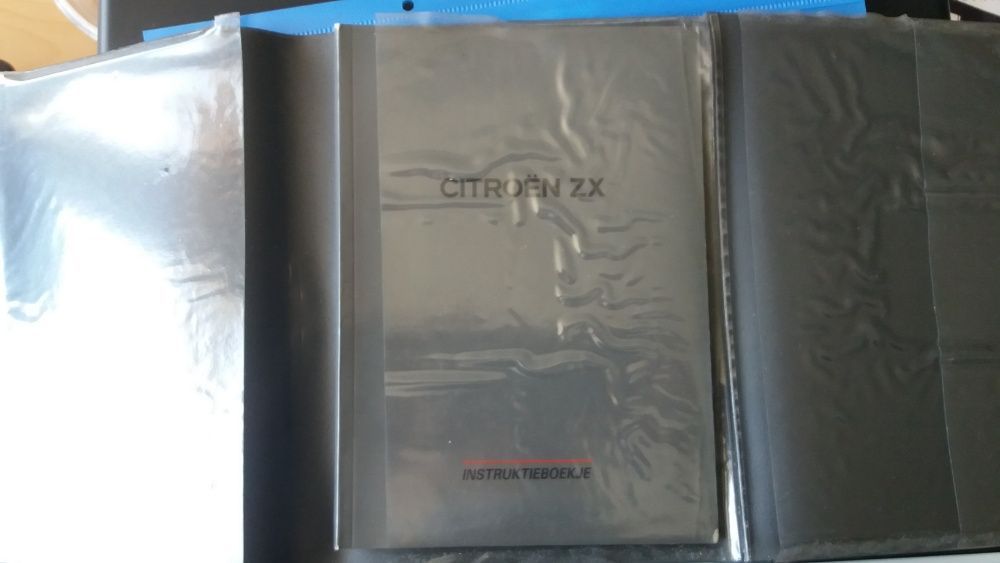 CITROËN ZX
INSTRUKTIEBOEKJE